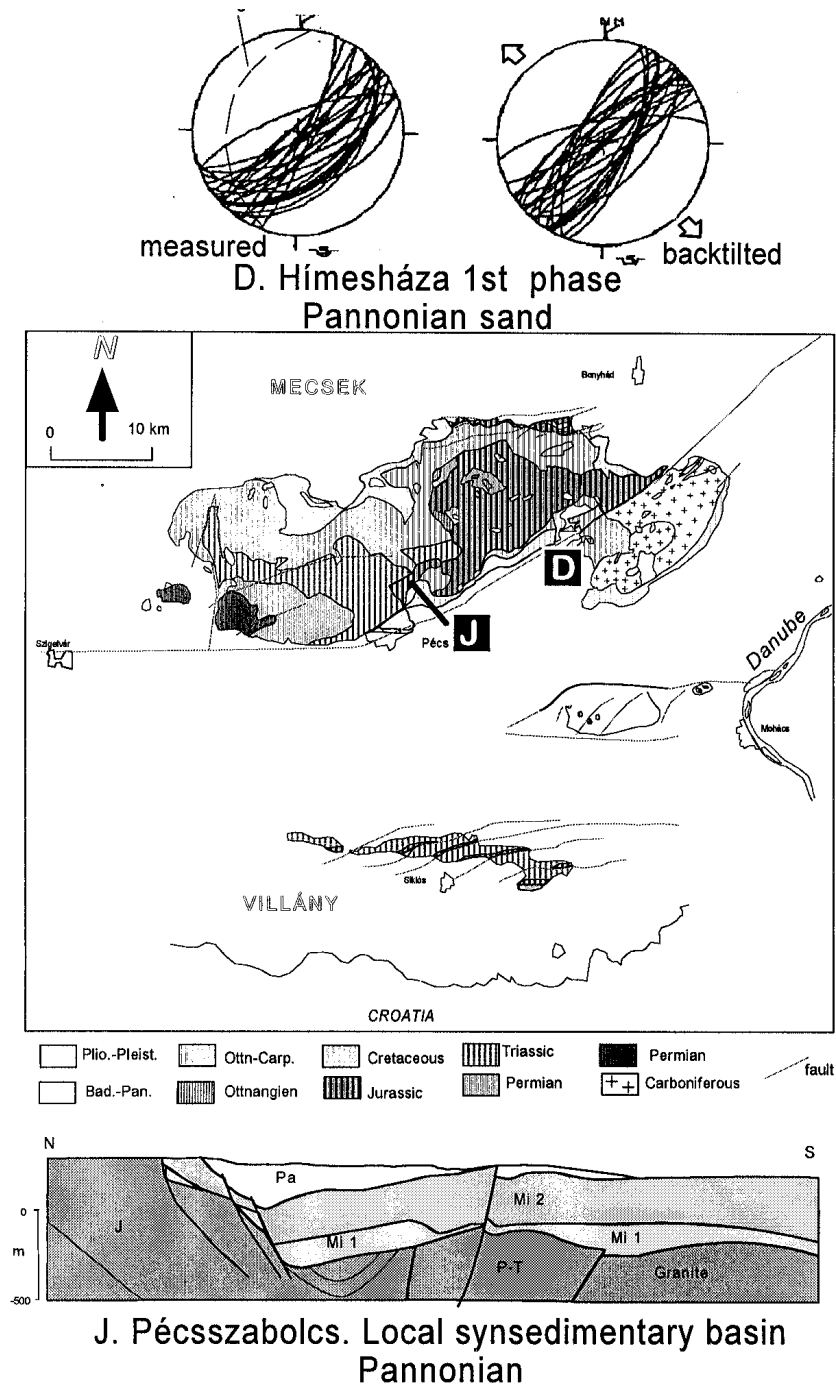 measured
backtilted
D. Hímesháza 1st phase
Pannonian sand
N
0 10 km
MECSEK
Bonyhád
D
J
Pécs
Szigetvár
Danube
Mohács
Siklós
VILLÁNY
CROATIA
Plio.-Pleist.
Ottn-Carp.
Cretaceous
Triassic
Permian
fault
Bad.-Pan.
Ottnangien
Jurassic
Permian
Carboniferous
N
S
Pa
Mi 2
0
J
Mi 1
Mi 1
m
P-T
Granite
-500
J. Pécsszabolcs. Local synsedimentary basin
Pannonian